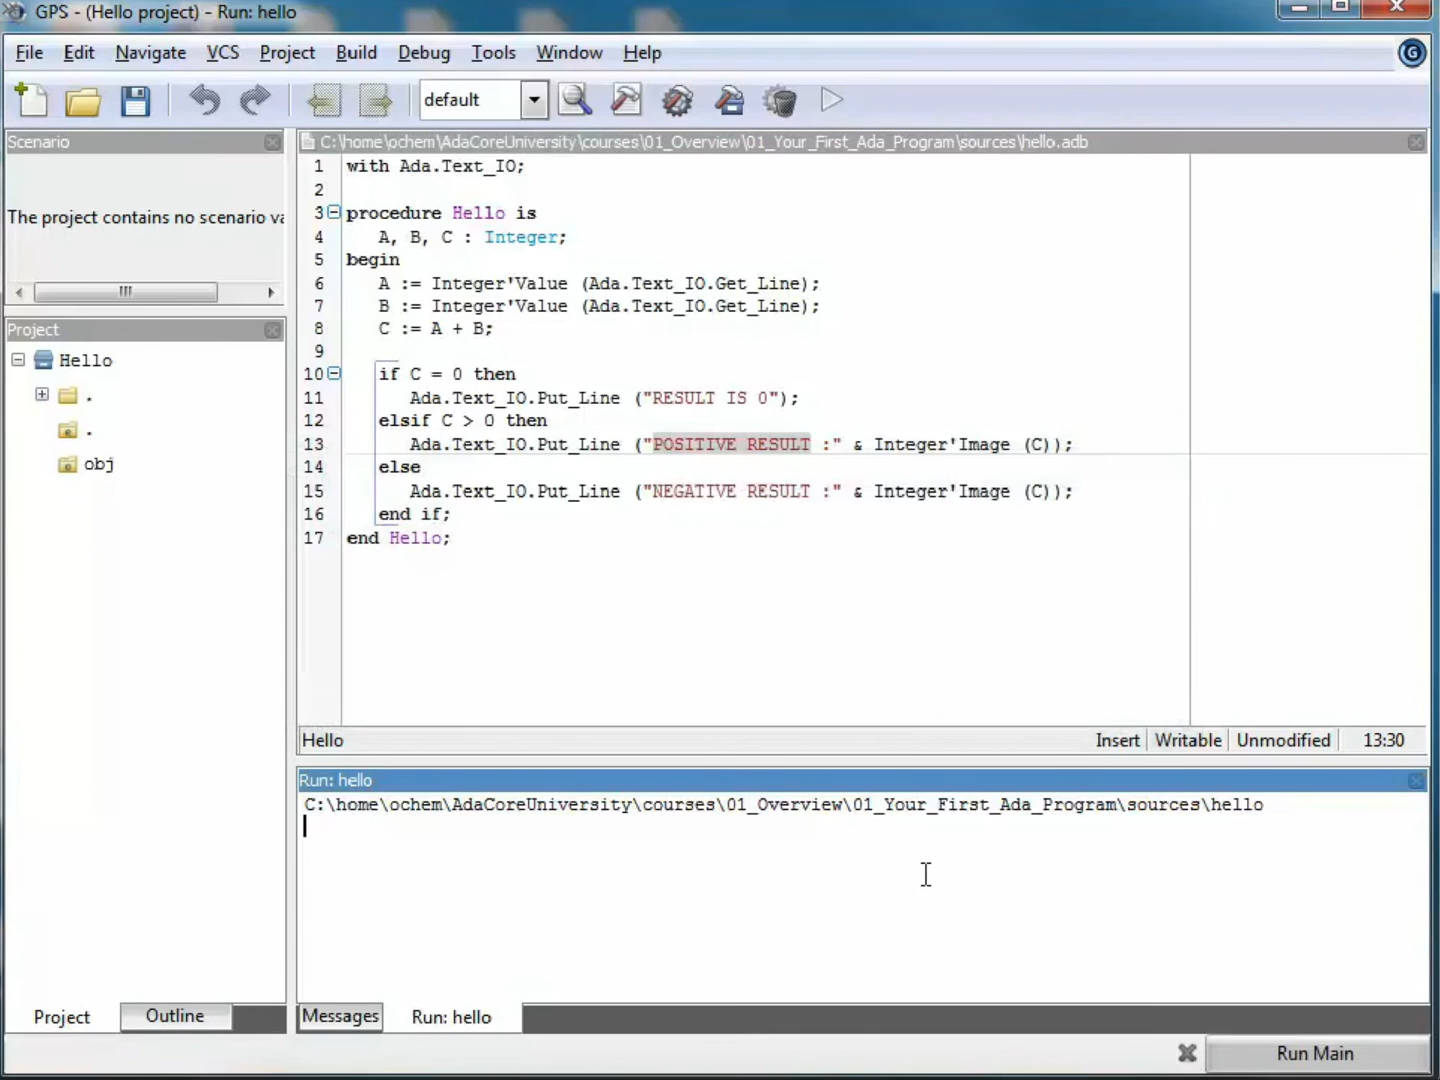 GPS - (Hello project) - Run: hello
File Edit Navigate VCS Project Build Debug Tools Window Help
default
Scenario
The project contains no scenario va
Project
Hello
.
.
obj
Project Outline
C:\home\ochem\AdaCoreUniversity\courses\01_Overview\01_Your_First_Ada_Program\sources\hello.adb
1 with Ada.Text_IO;
2
3 procedure Hello is
4 A, B, C : Integer;
5 begin
6 A := Integer'Value (Ada.Text_IO.Get_Line);
7 B := Integer'Value (Ada.Text_IO.Get_Line);
8 C := A + B;
9
10 if C = 0 then
11 Ada.Text_IO.Put_Line ("RESULT IS 0");
12 elsif C > 0 then
13 Ada.Text_IO.Put_Line ("POSITIVE RESULT :" & Integer'Image (C));
14 else
15 Ada.Text_IO.Put_Line ("NEGATIVE RESULT :" & Integer'Image (C));
16 end if;
17 end Hello;
Hello Insert Writable Unmodified 13:30
Run: hello
C:\home\ochem\AdaCoreUniversity\courses\01_Overview\01_Your_First_Ada_Program\sources\hello
Messages Run: hello
Run Main